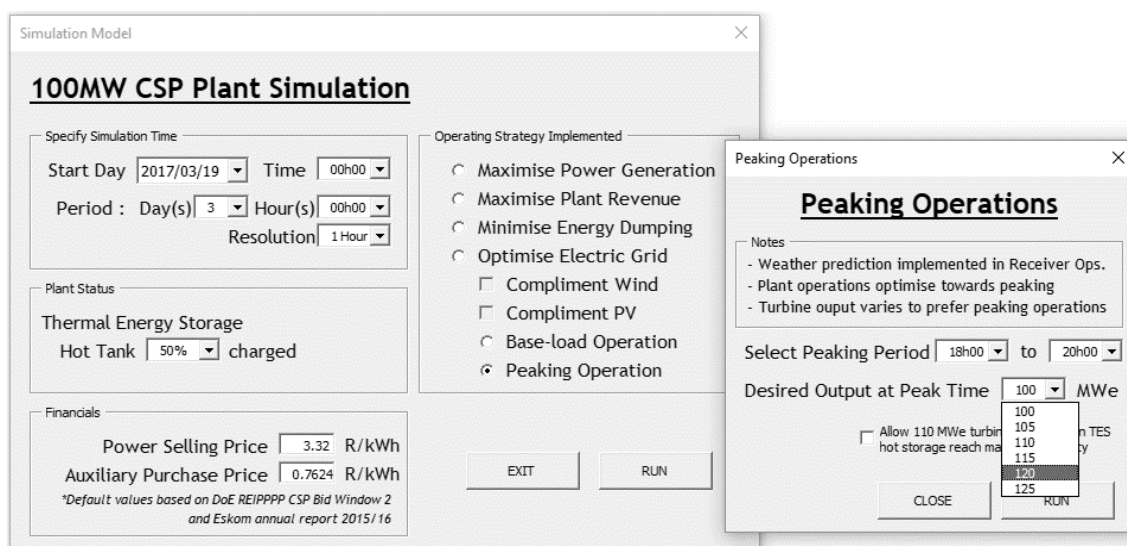 Simulation Model
100MW CSP Plant Simulation
Specify Simulation Time
Start Day 2017/03/19 Time 00h00
Period : Day(s) 3 Hour(s) 00h00
Resolution 1 Hour
Plant Status
Thermal Energy Storage
Hot Tank 50% charged
Financials
Power Selling Price 3.32 R/kWh
Auxiliary Purchase Price 0.7624 R/kWh
*Default values based on DoE REIPPPP CSP Bid Window 2
and Eskom annual report 2015/16
Operating Strategy Implemented
Maximise Power Generation
Maximise Plant Revenue
Minimise Energy Dumping
Optimise Electric Grid
Compliment Wind
Compliment PV
Base-load Operation
Peaking Operation
EXIT RUN
Peaking Operations
Peaking Operations
Notes
- Weather prediction implemented in Receiver Ops.
- Plant operations optimise towards peaking
- Turbine ouput varies to prefer peaking operations
Select Peaking Period 18h00 to 20h00
Desired Output at Peak Time 100 MWe
100
105
110
115
120
125
Allow 110 MWe TES
hot storage reach
CLOSE RUN